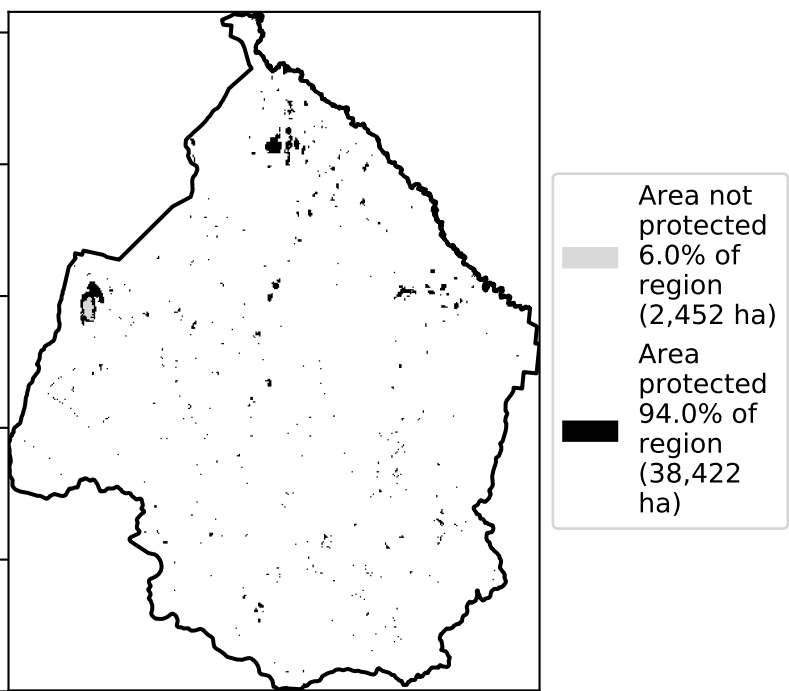 Area not
protected
6.0% of
region
(2,452 ha)
Area
protected
94.0% of
region
(38,422
ha)